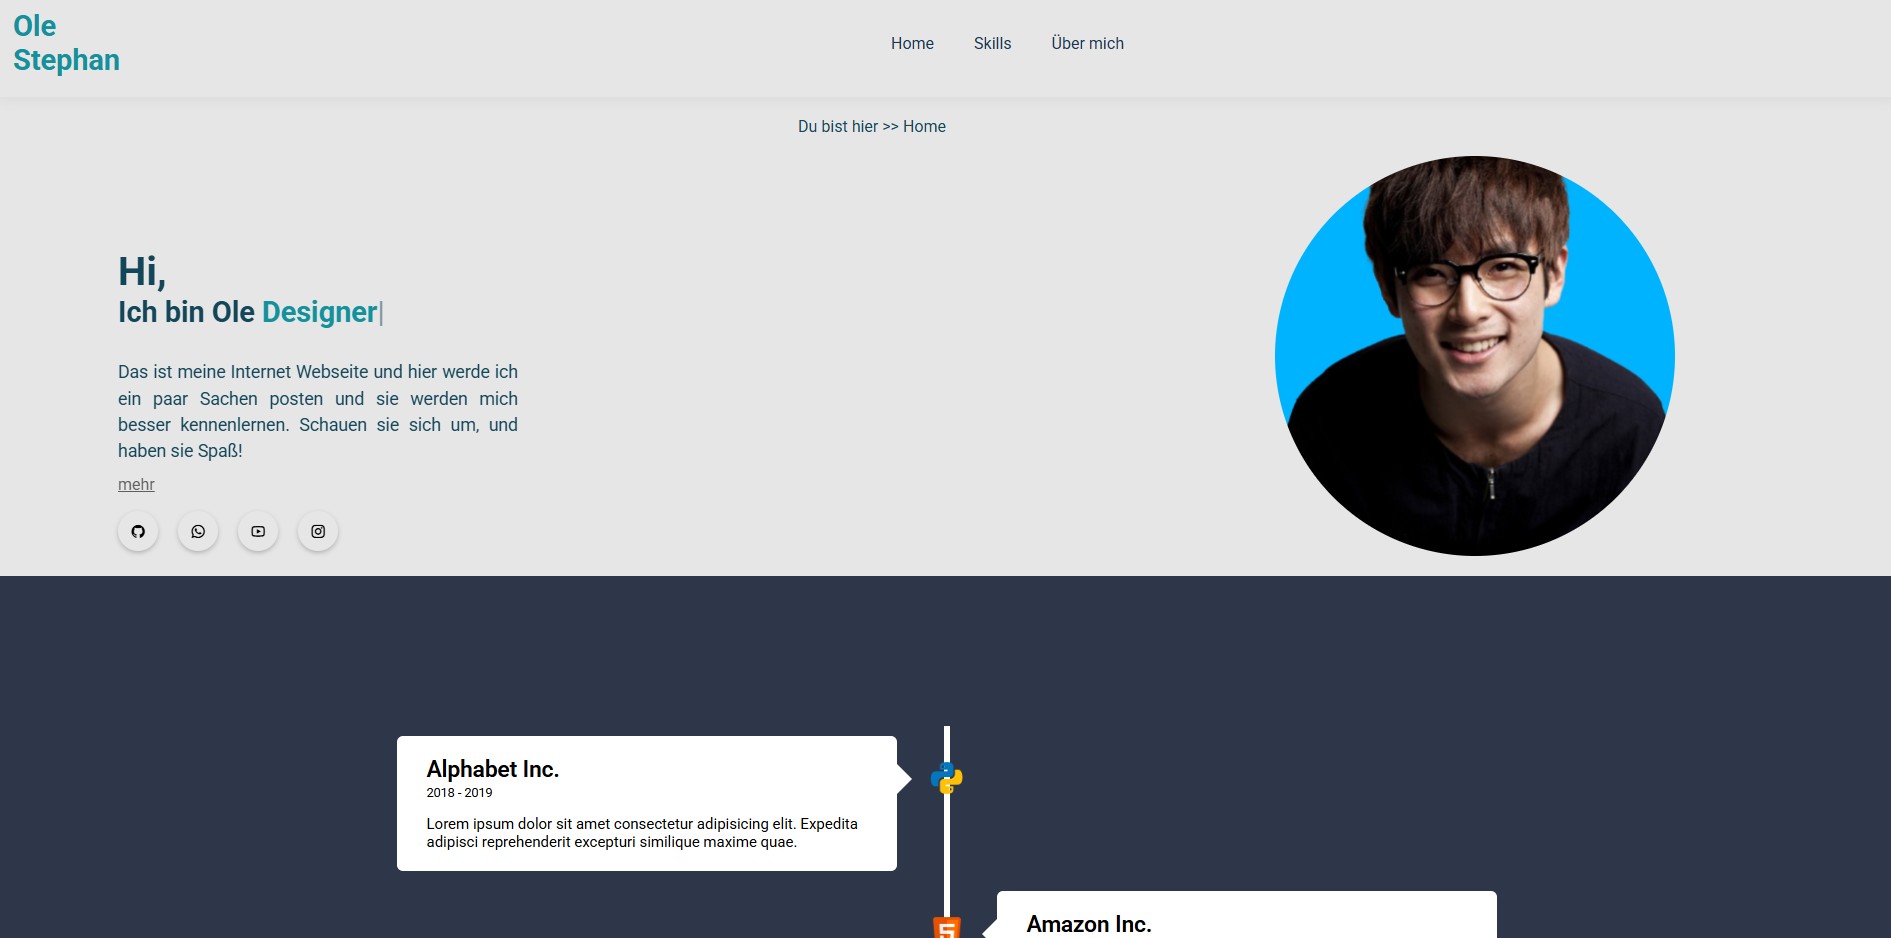 Ole
Stephan
Home
Skills
Über mich
Du bist hier >> Home
Hi,
Ich bin Ole Designer|
Das ist meine Internet Webseite und hier werde ich
ein paar Sachen posten und sie werden mich
besser kennenlernen. Schauen sie sich um, und
haben sie Spaß!
mehr
Alphabet Inc.
2018 - 2019
Lorem ipsum dolor sit amet consectetur adipisicing elit. Expedita
adipisci reprehenderit excepturi similique maxime quae.
Amazon Inc.